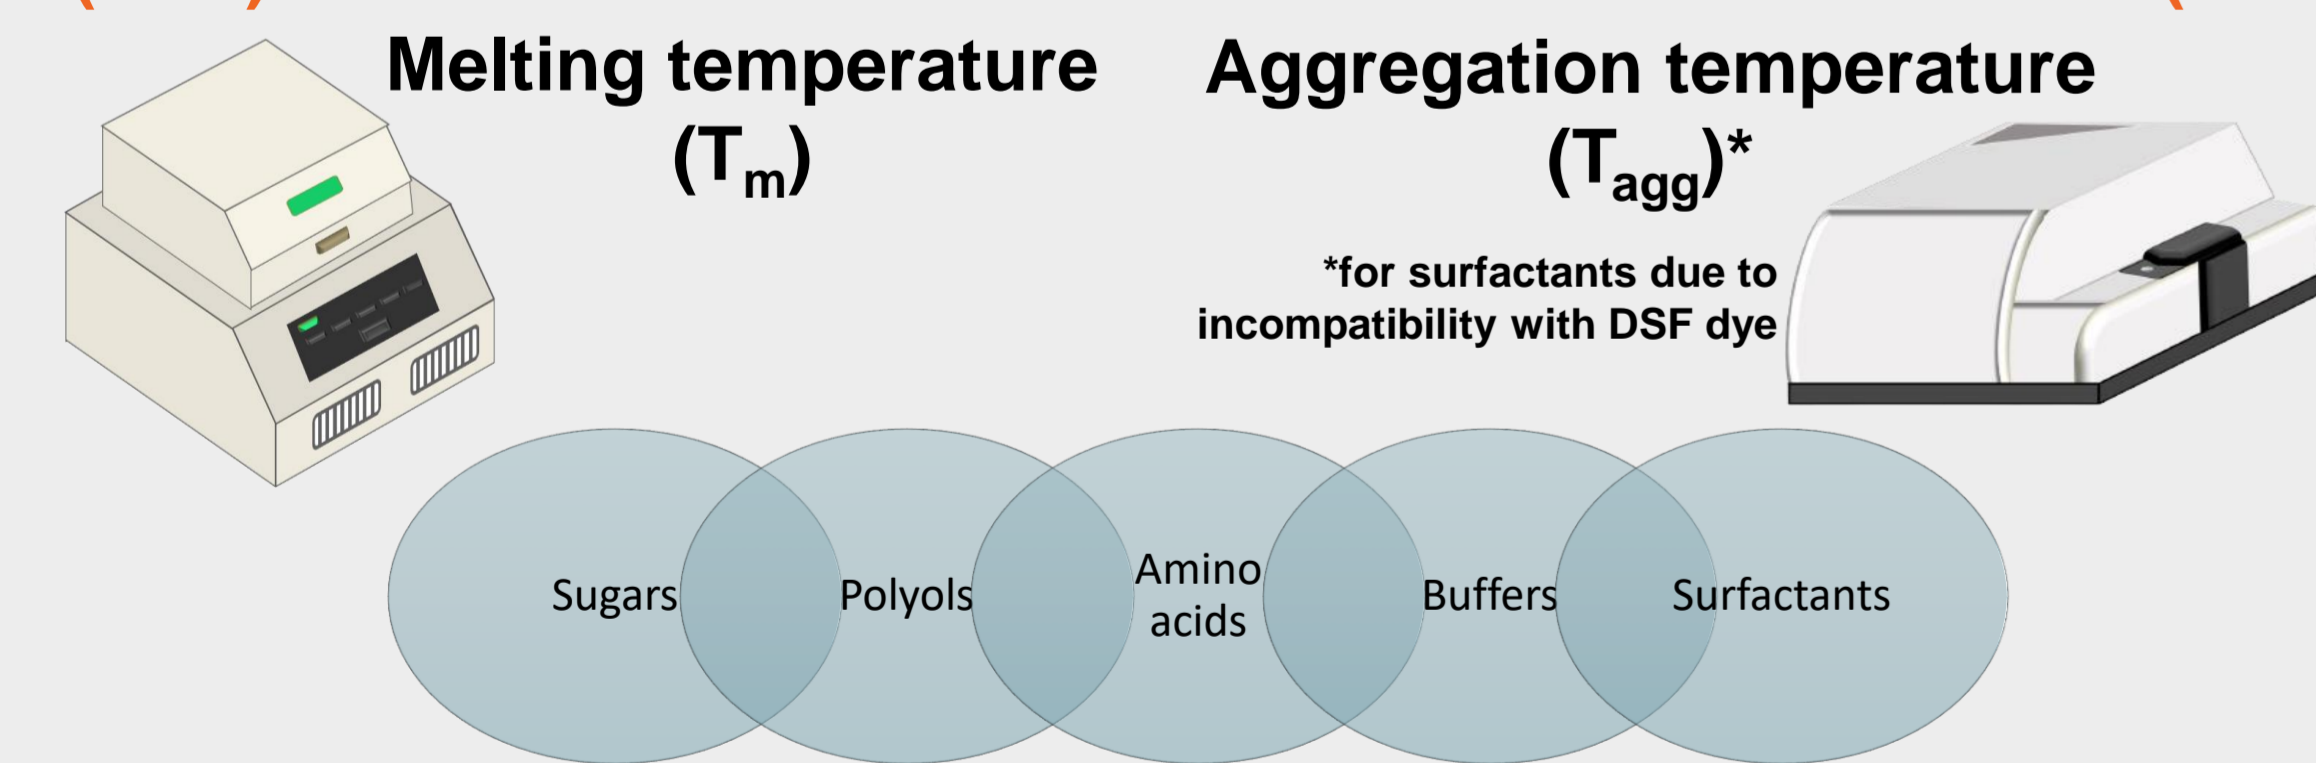 Melting temperature
(Tm)
Aggregation temperature
(Tagg)*
*for surfactants due to
incompatibility with DSF dye
Sugars
Polyols
Amino
acids
Buffers
Surfactants